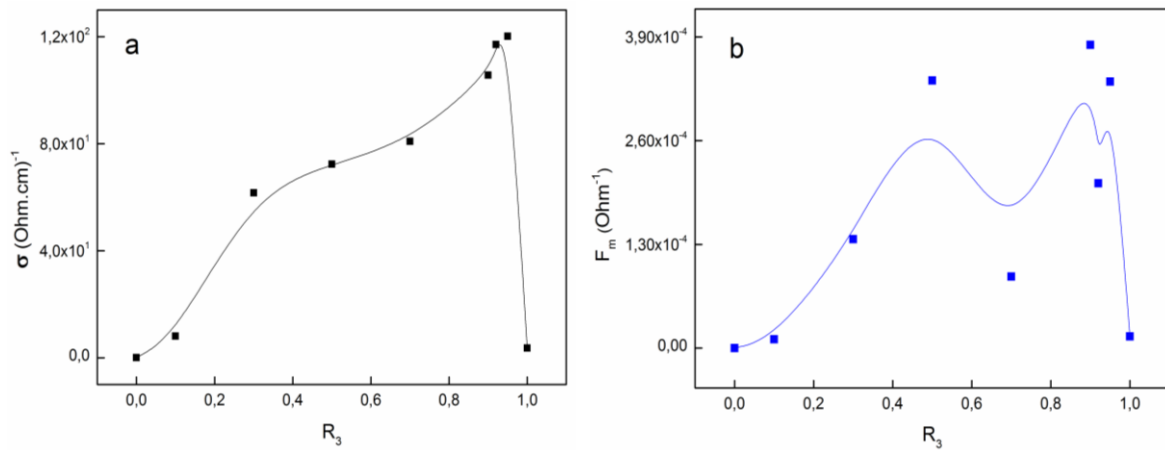 a
1,2x10²
8,0x10¹
4,0x10¹
0,0
σ (Ohm.cm)⁻¹
0,0 0,2 0,4 0,6 0,8 1,0
R₃
b
3,90x10⁻⁴
2,60x10⁻⁴
1,30x10⁻⁴
0,00
Fₘ (Ohm⁻¹)
0,0 0,2 0,4 0,6 0,8 1,0
R₃